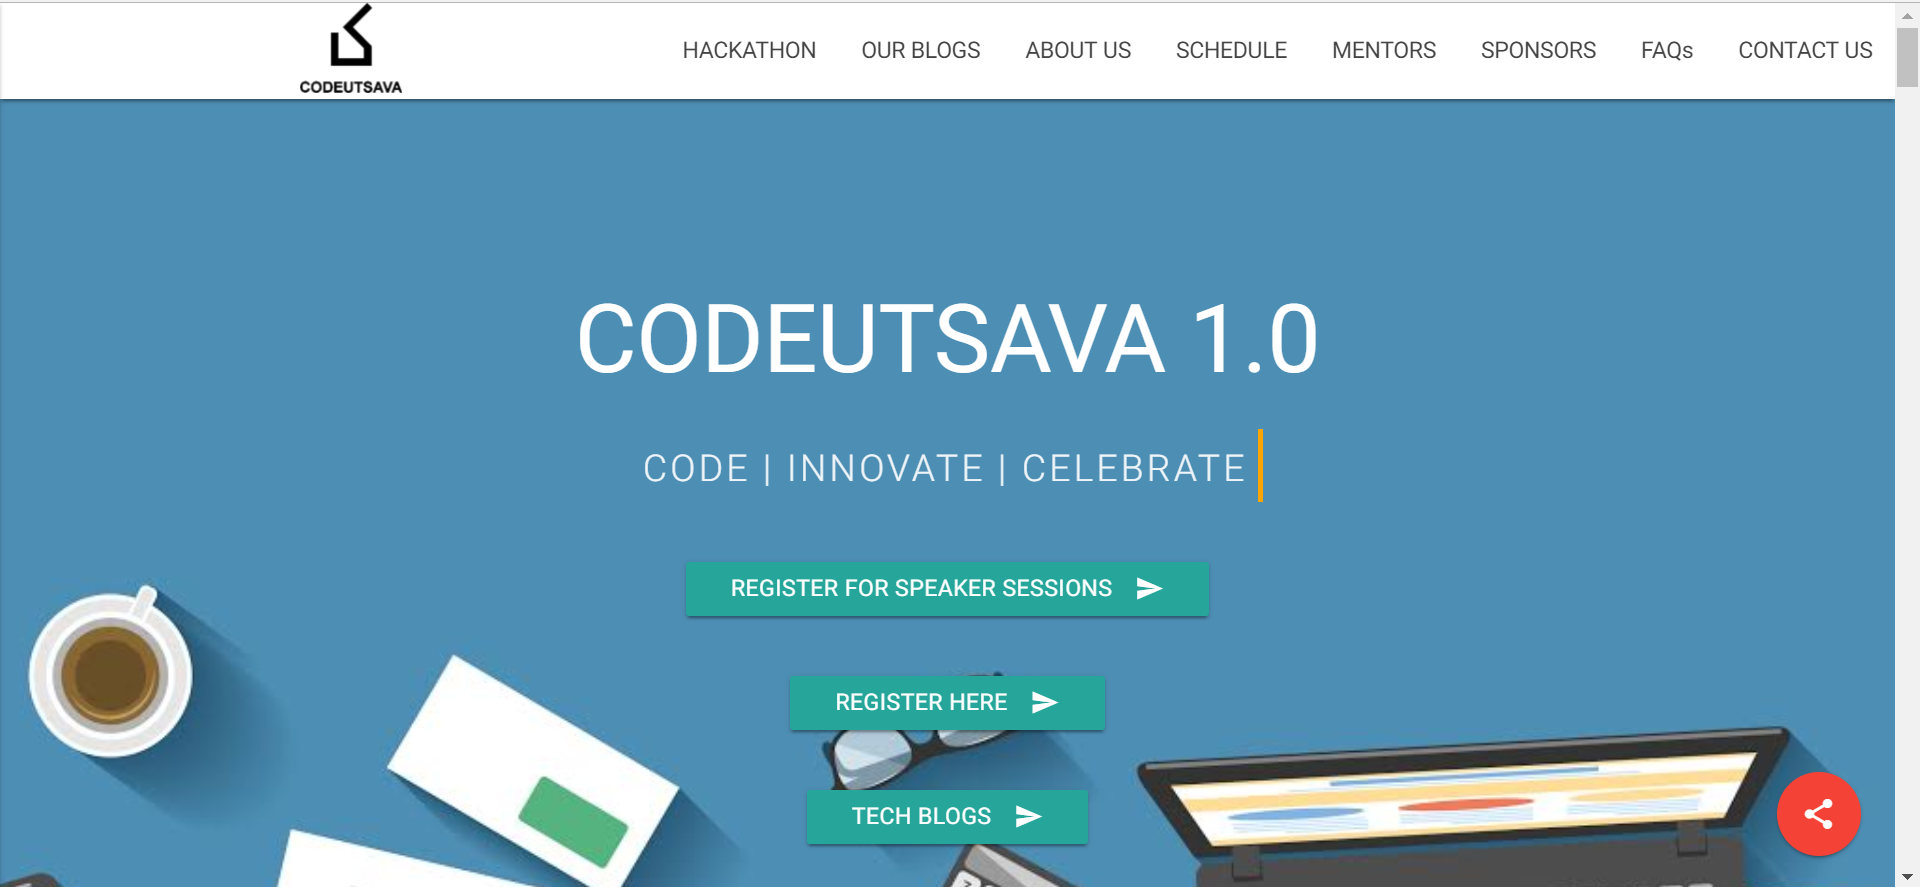 CODEUTSAVA
HACKATHON OUR BLOGS ABOUT US SCHEDULE MENTORS SPONSORS FAQs CONTACT US
CODEUTSAVA 1.0
CODE | INNOVATE | CELEBRATE
REGISTER FOR SPEAKER SESSIONS
REGISTER HERE
TECH BLOGS